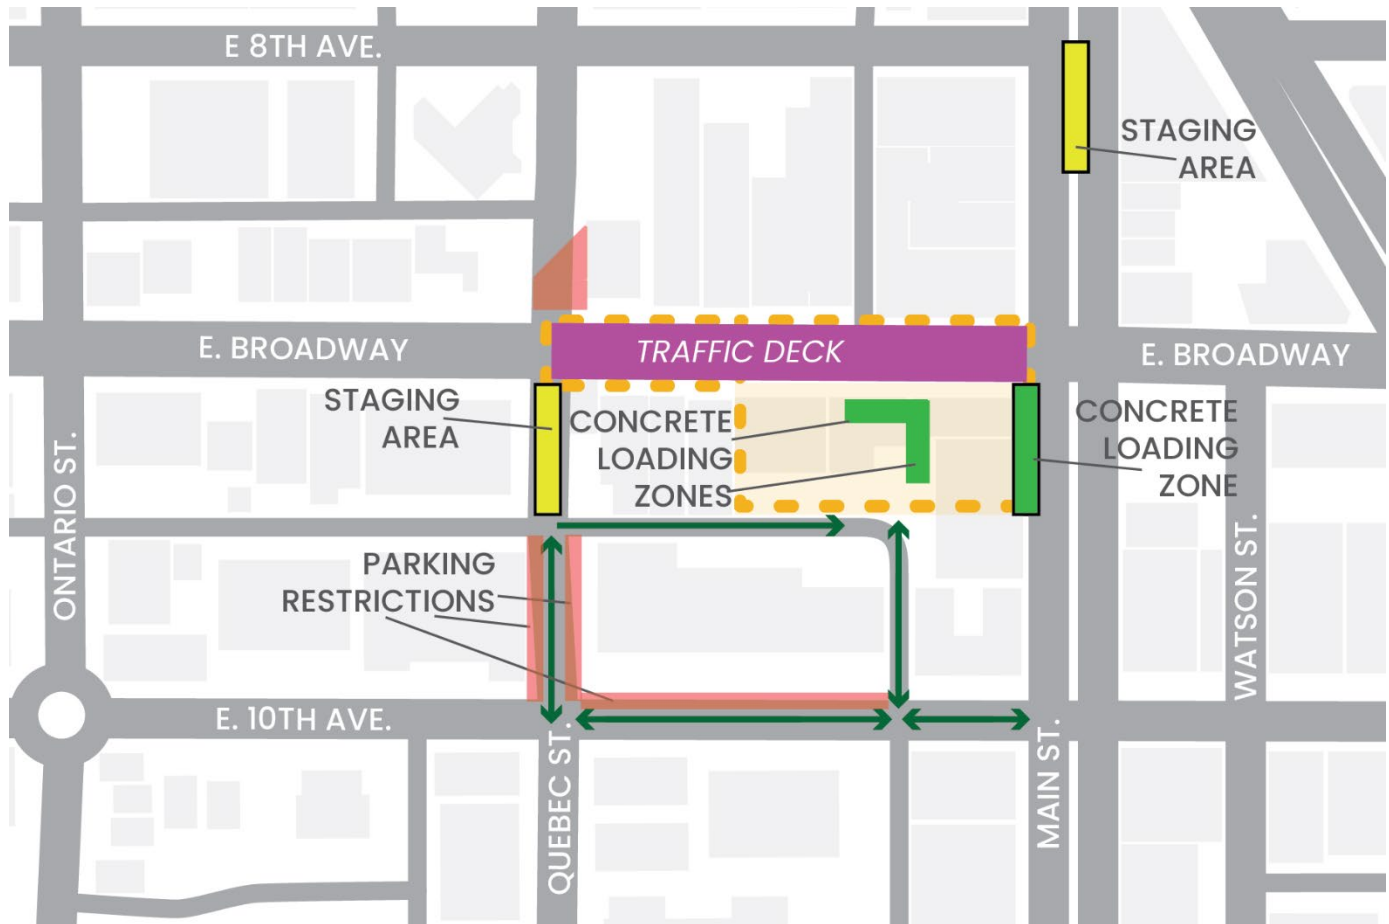 E 8TH AVE.
STAGING
AREA
E. BROADWAY
TRAFFIC DECK
E. BROADWAY
STAGING
AREA
CONCRETE
LOADING
ZONES
CONCRETE
LOADING
ZONE
ONTARIO ST.
PARKING
RESTRICTIONS
WATSON ST.
E. 10TH AVE.
QUEBEC ST.
MAIN ST.